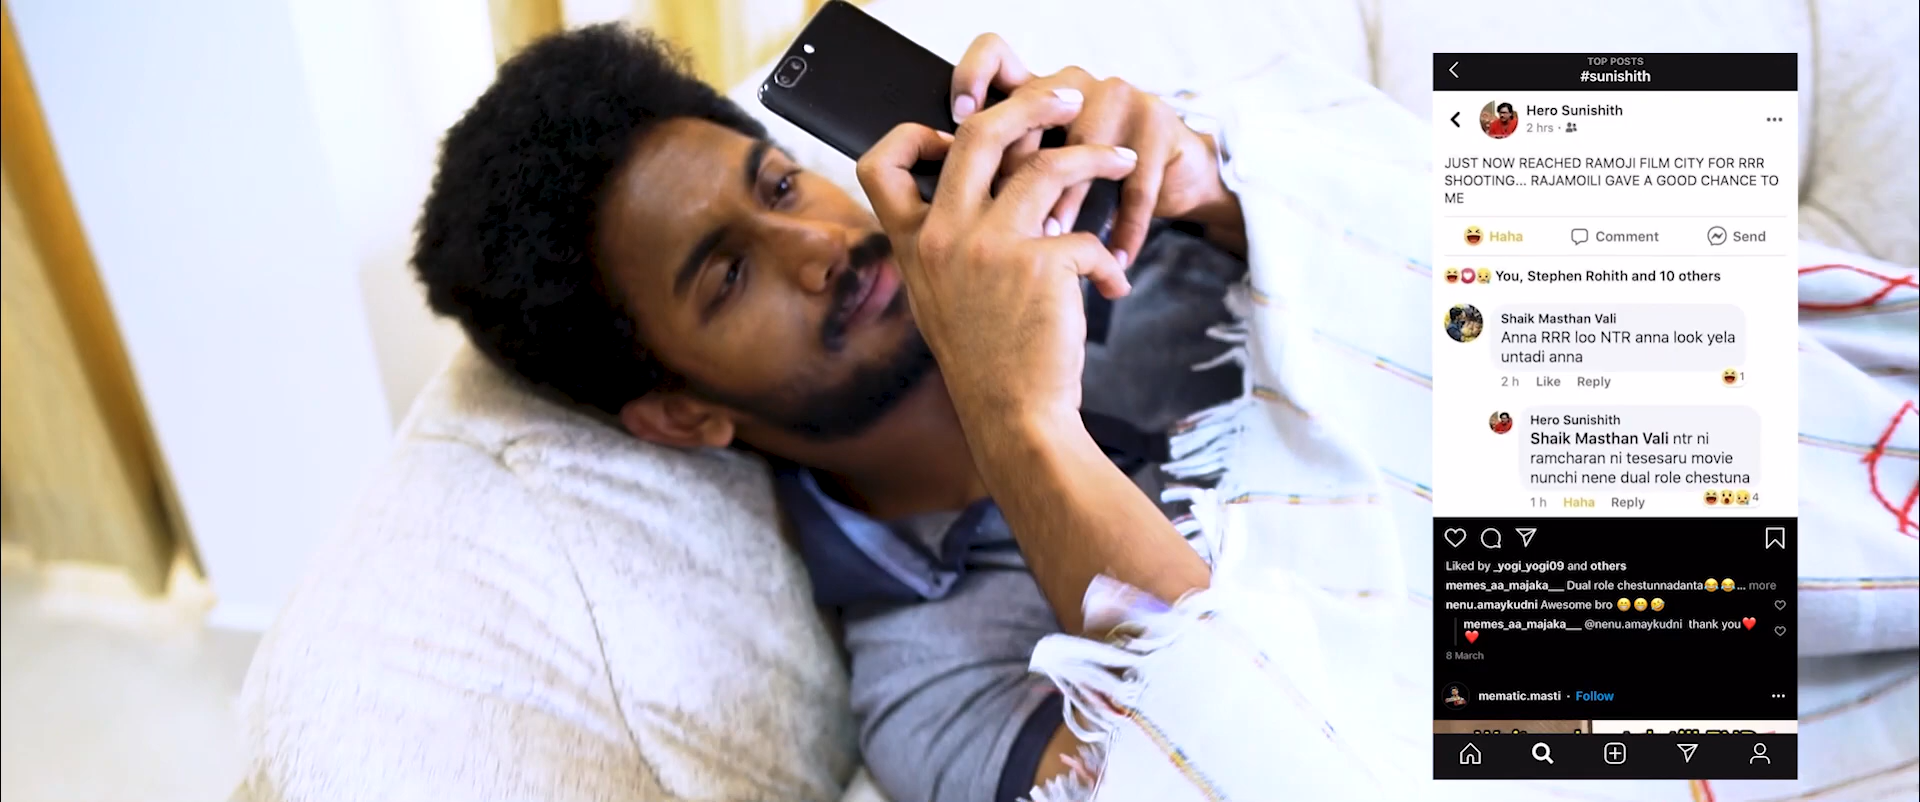 TOP POSTS
#sunishith
Hero Sunishith
2 hrs ·
JUST NOW REACHED RAMOJI FILM CITY FOR RRR
SHOOTING... RAJAMOILI GAVE A GOOD CHANCE TO
ME
Haha Comment Send
You, Stephen Rohith and 10 others
Shaik Masthan Vali
Anna RRR loo NTR anna look yela
untadi anna
2 h Like Reply 1
Hero Sunishith
Shaik Masthan Vali ntr ni
ramcharan ni tesesaru movie
nunchi nene dual role chestuna
1 h Haha Reply 4
Liked by _yogi_yogi09 and others
memes_aa_majaka___ Dual role chestunnadanta😂😂... more
nenu.amaykudni Awesome bro 😁😁🤣
memes_aa_majaka___ @nenu.amaykudni thank you❤️
❤️
8 March
mematic.masti · Follow